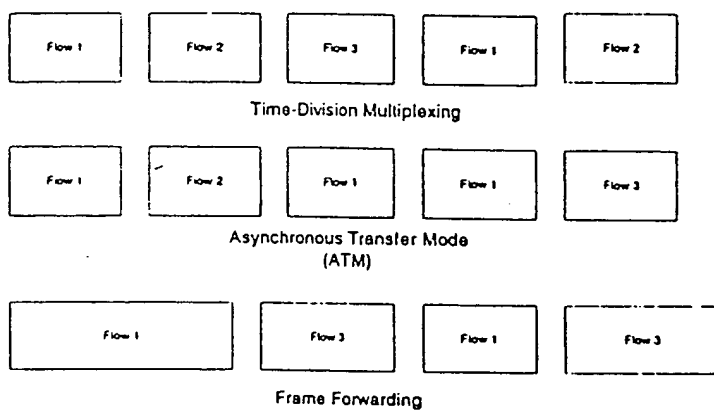 Flow 1 Flow 2 Flow 3 Flow 1 Flow 2
Time-Division Multiplexing
Flow 1 Flow 2 Flow 1 Flow 1 Flow 3
Asynchronous Transfer Mode
(ATM)
Flow 1 Flow 3 Flow 1 Flow 3
Frame Forwarding